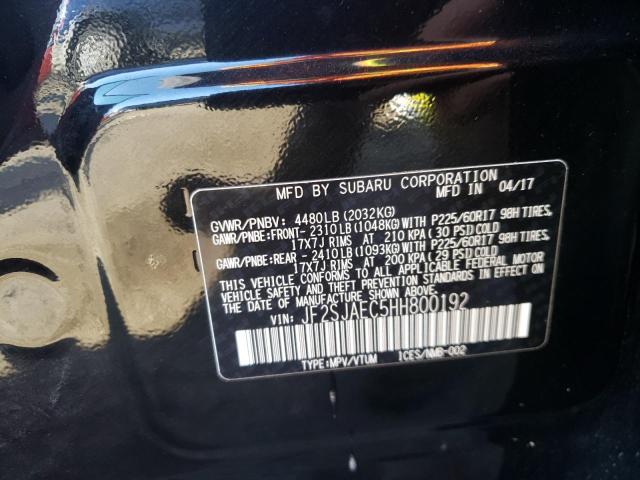 MFD BY SUBARU CORPORATION MFD IN 04/17
GVWR/PNBV: 4480LB(2032KG)
GAWR/PNBE:FRONT- 2310LB(1048KG)WITH P225/60R17 98H TIRES,
17X7J RIMS AT 210 KPA(30 PSI)COLD
GAWR/PNBE:REAR - 2410LB(1093KG)WITH P225/60R17 98H TIRES,
17X7J RIMS AT 200 KPA(29 PSI)COLD
THIS VEHICLE CONFORMS TO ALL APPLICABLE FEDERAL MOTOR
VEHICLE SAFETY AND THEFT PREVENTION STANDARDS IN EFFECT ON
THE DATE OF MANUFACTURE SHOWN ABOVE.
VIN: JF2SJAEC5HH800192
TYPE:MPV/VTUM ICES/NMB-002